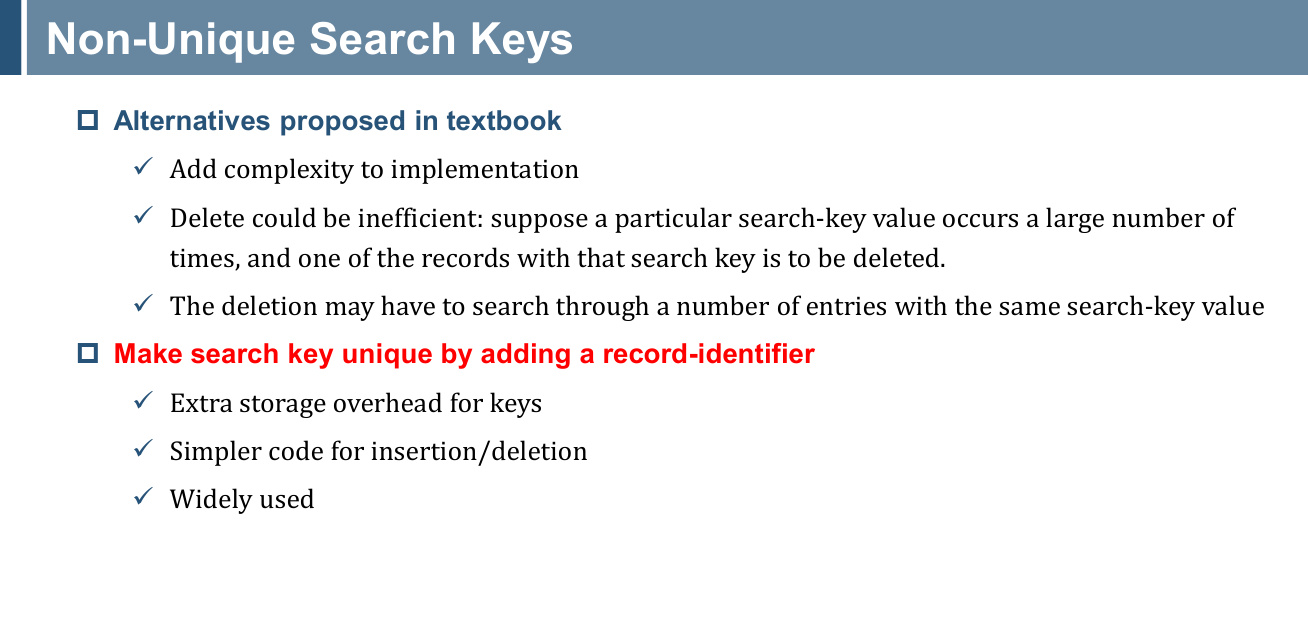 Non-Unique Search Keys
Alternatives proposed in textbook
Add complexity to implementation
Delete could be inefficient: suppose a particular search-key value occurs a large number of
times, and one of the records with that search key is to be deleted.
The deletion may have to search through a number of entries with the same search-key value
Make search key unique by adding a record-identifier
Extra storage overhead for keys
Simpler code for insertion/deletion
Widely used